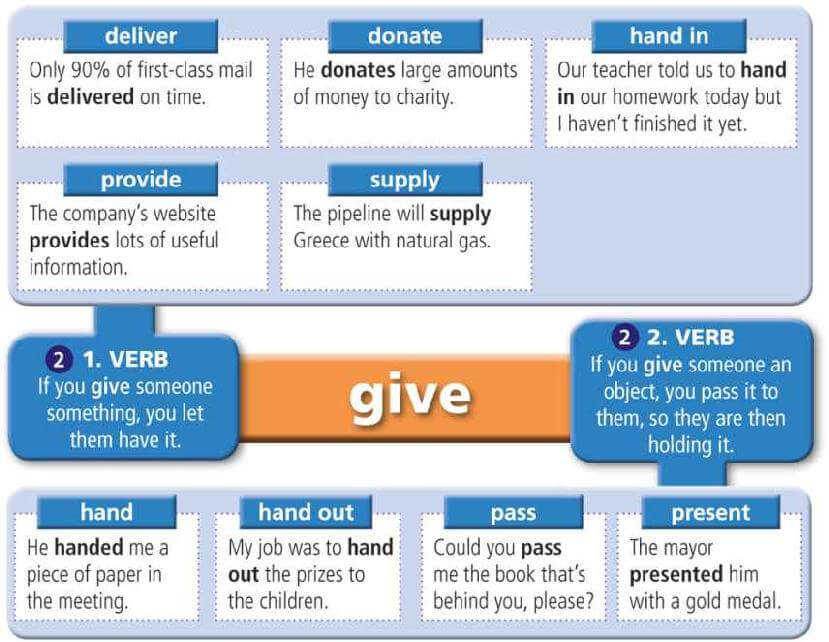 deliver
Only 90% of first-class mail
is delivered on time.
donate
He donates large amounts
of money to charity.
hand in
Our teacher told us to hand
in our homework today but
I haven't finished it yet.
provide
The company's website
provides lots of useful
information.
supply
The pipeline will supply
Greece with natural gas.
2 1. VERB
If you give someone
something, you let
them have it.
give
2 2. VERB
If you give someone an
object, you pass it to
them, so they are then
holding it.
hand
He handed me a
piece of paper in
the meeting.
hand out
My job was to hand
out the prizes to
the children.
pass
Could you pass
me the book that's
behind you, please?
present
The mayor
presented him
with a gold medal.